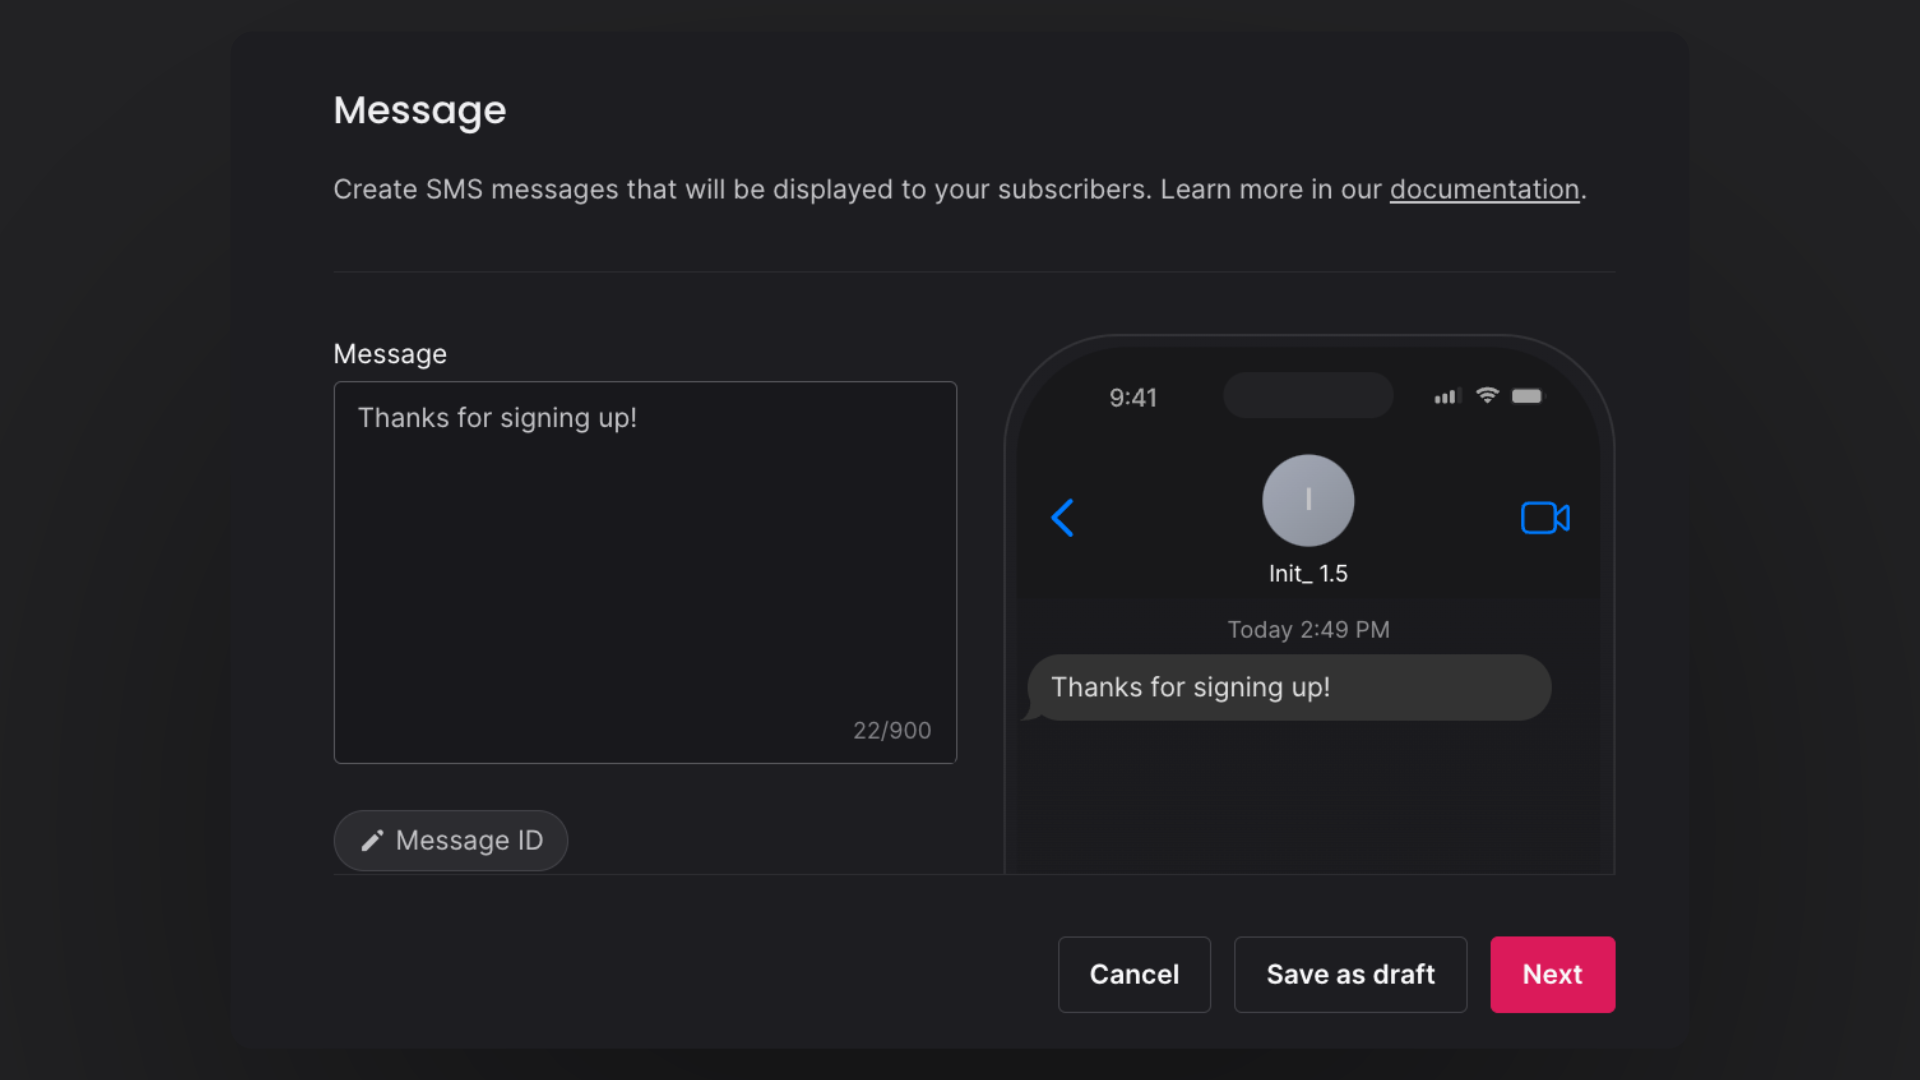 Message
Create SMS messages that will be displayed to your subscribers. Learn more in our documentation.
Message
Thanks for signing up!
22/900
Message ID
9:41
I
Init_ 1.5
Today 2:49 PM
Thanks for signing up!
Cancel
Save as draft
Next